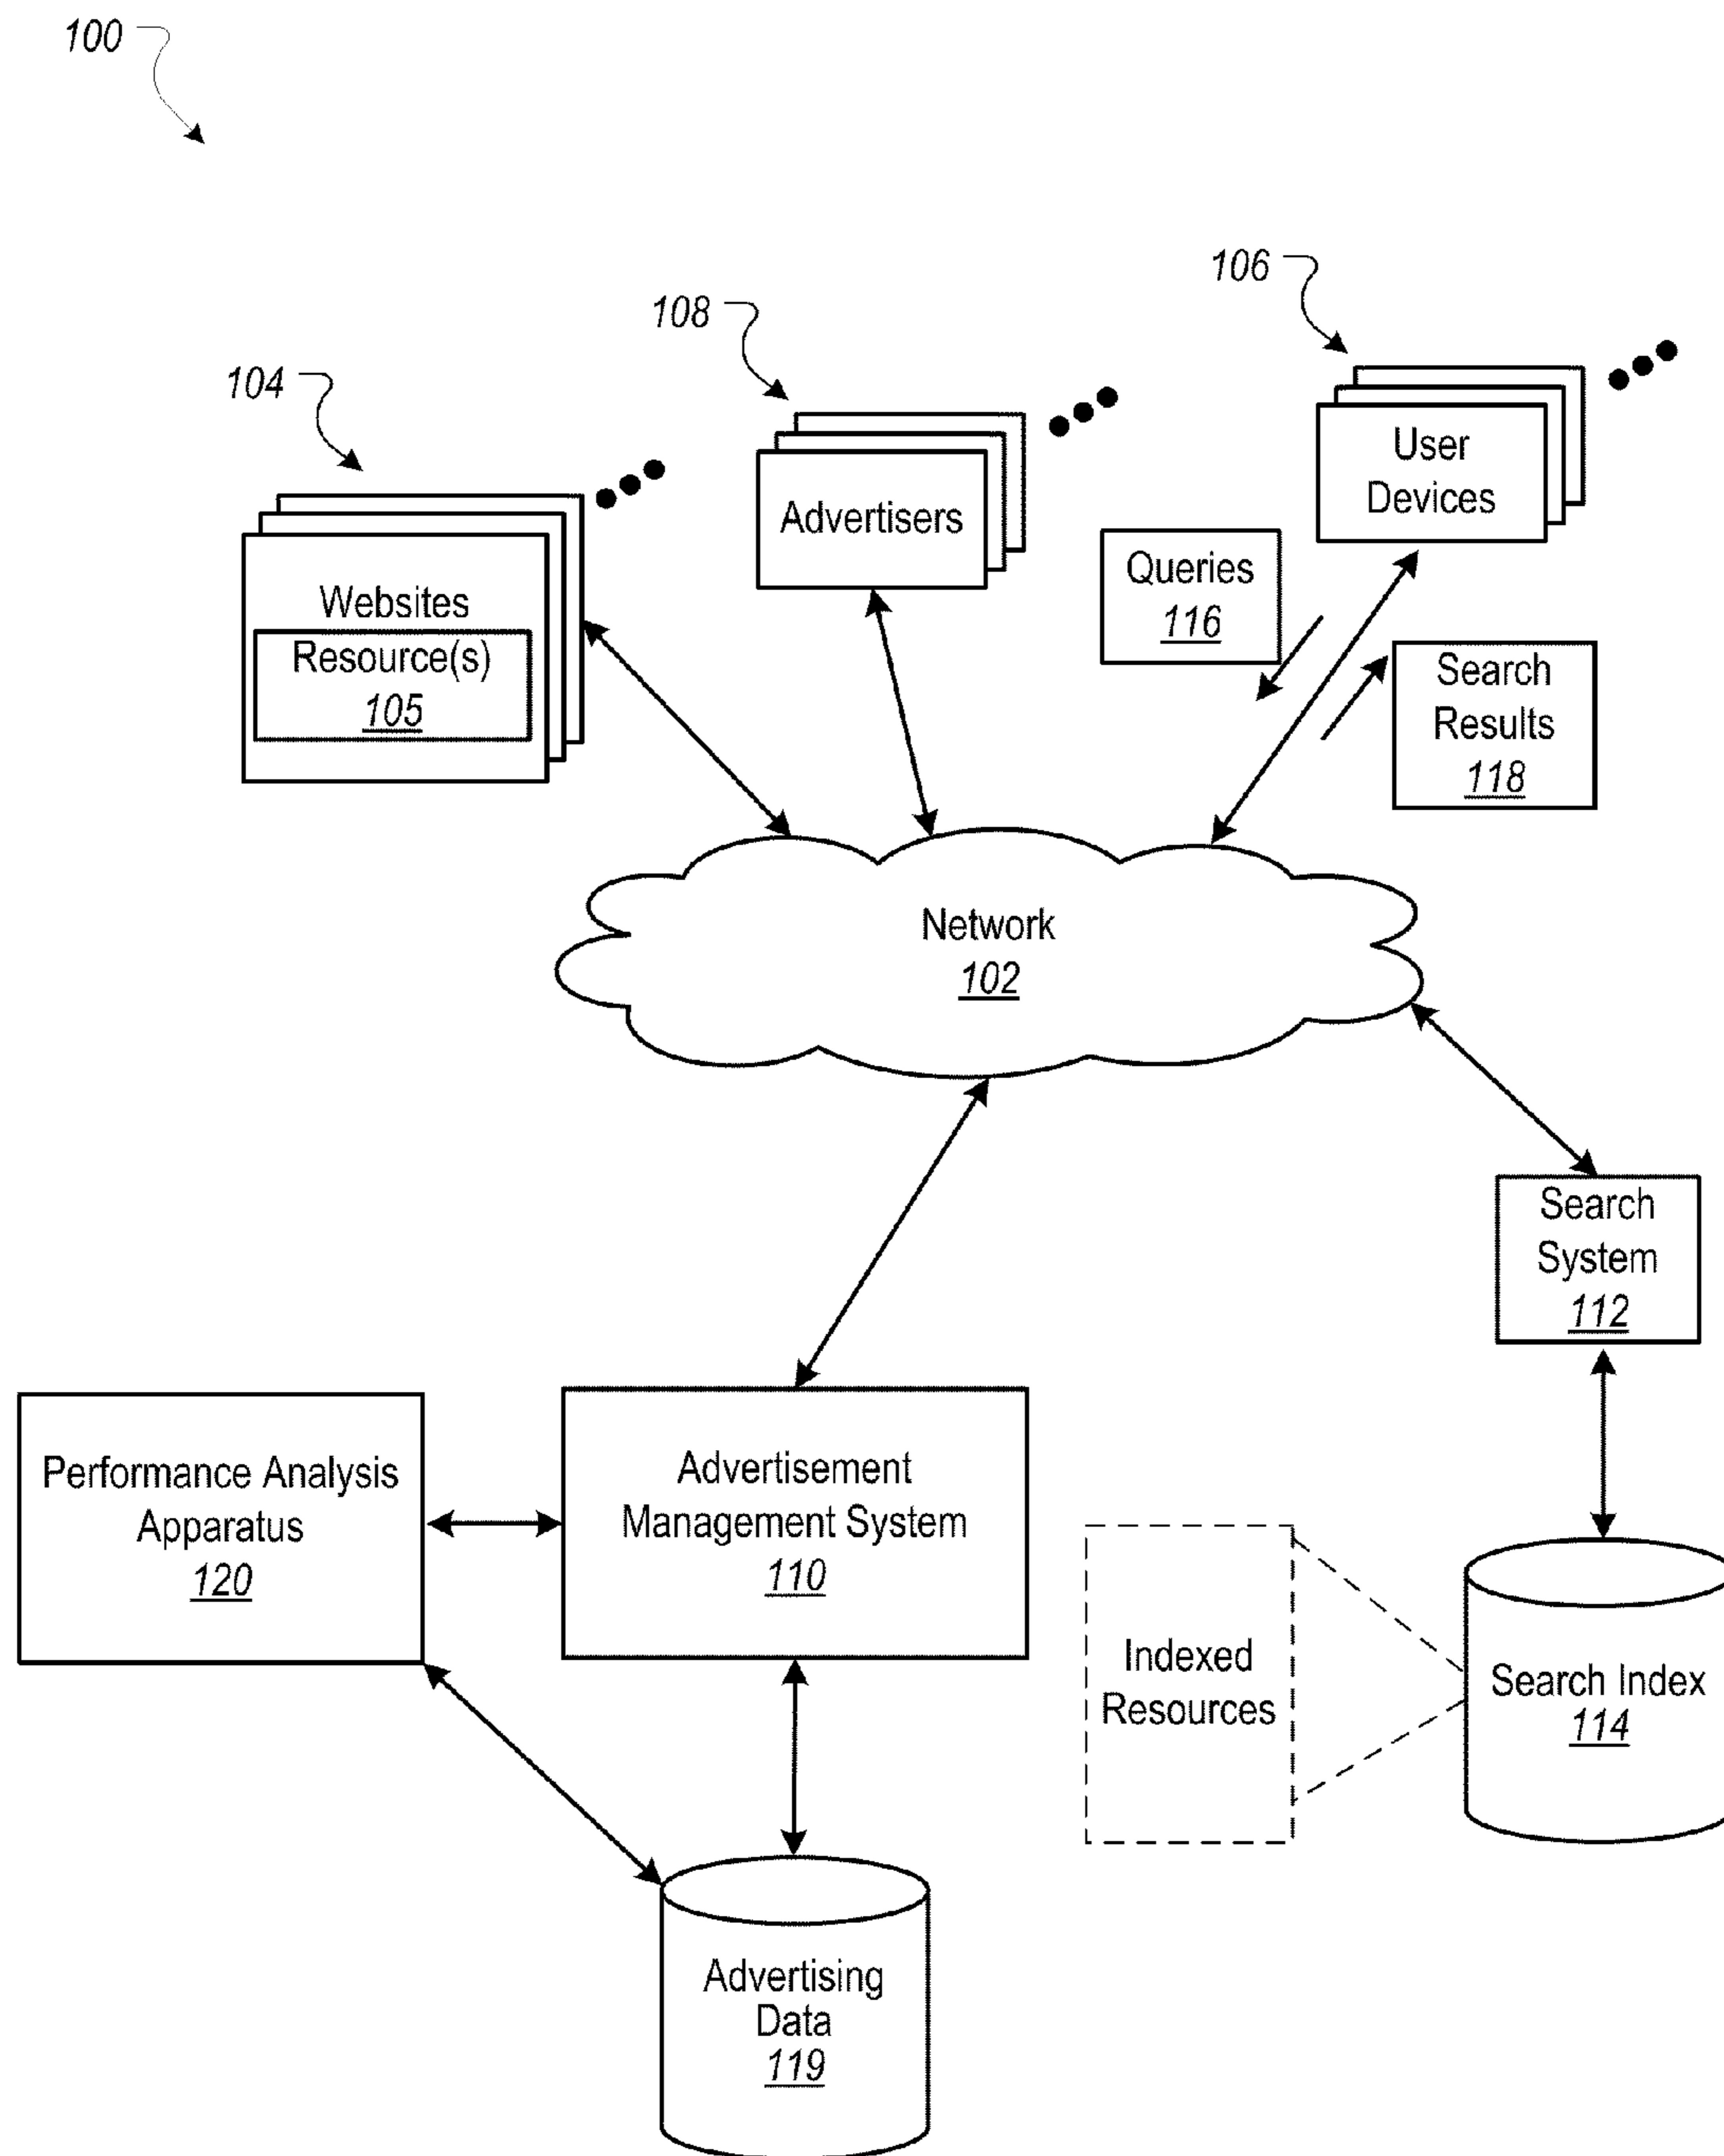 100
106
108
104
User
Devices
Advertisers
Queries
116
Websites
Resource(s)
105
Search
Results
118
Network
102
Search
System
112
Performance Analysis
Apparatus
120
Advertisement
Management System
110
Indexed
Resources
Search Index
114
Advertising
Data
119